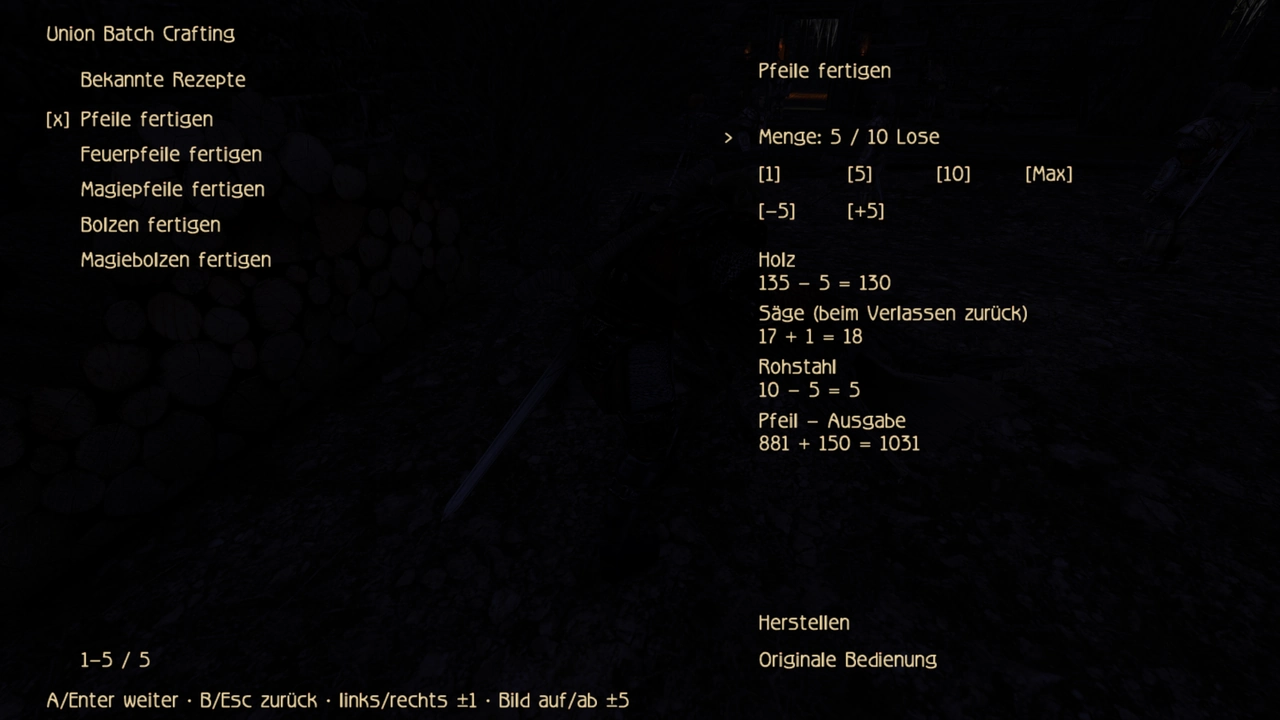 Union Batch Crafting
Bekannte Rezepte
[x] Pfeile fertigen
Feuerpfeile fertigen
Magiepfeile fertigen
Bolzen fertigen
Magiebolzen fertigen
1–5 / 5
Pfeile fertigen
> Menge: 5 / 10 Lose
[1] [5] [10] [Max]
[–5] [+5]
Holz
135 – 5 = 130
Säge (beim Verlassen zurück)
17 + 1 = 18
Rohstahl
10 – 5 = 5
Pfeil – Ausgabe
881 + 150 = 1031
Herstellen
Originale Bedienung
A/Enter weiter · B/Esc zurück · links/rechts ±1 · Bild auf/ab ±5